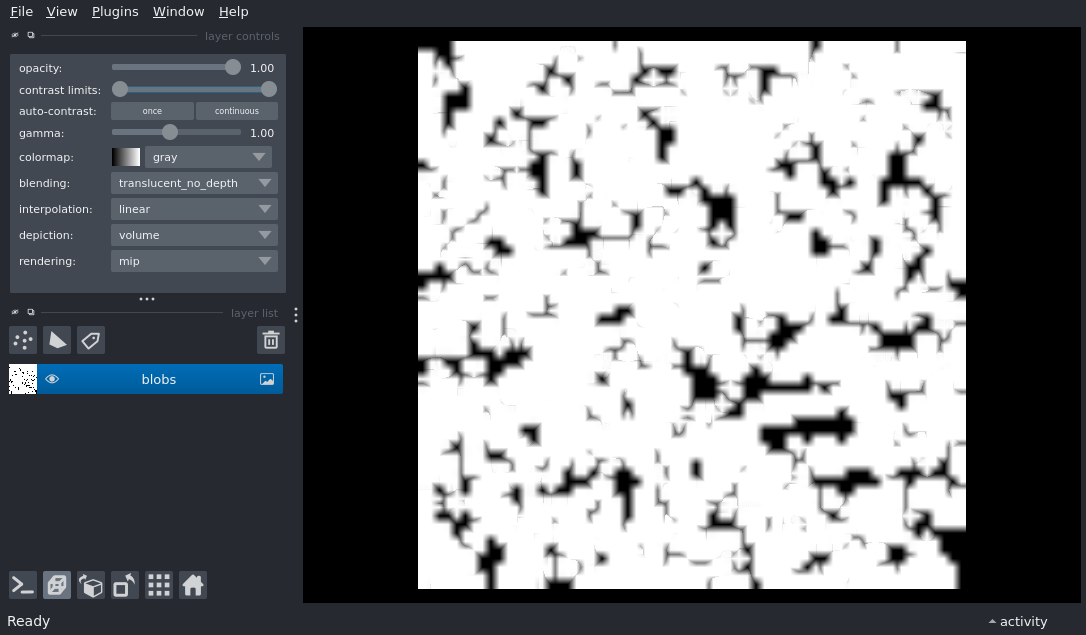 File View Plugins Window Help
layer controls
opacity: 1.00
contrast limits:
auto-contrast: once continuous
gamma: 1.00
colormap: gray
blending: translucent_no_depth
interpolation: linear
depiction: volume
rendering: mip
layer list
blobs
Ready activity